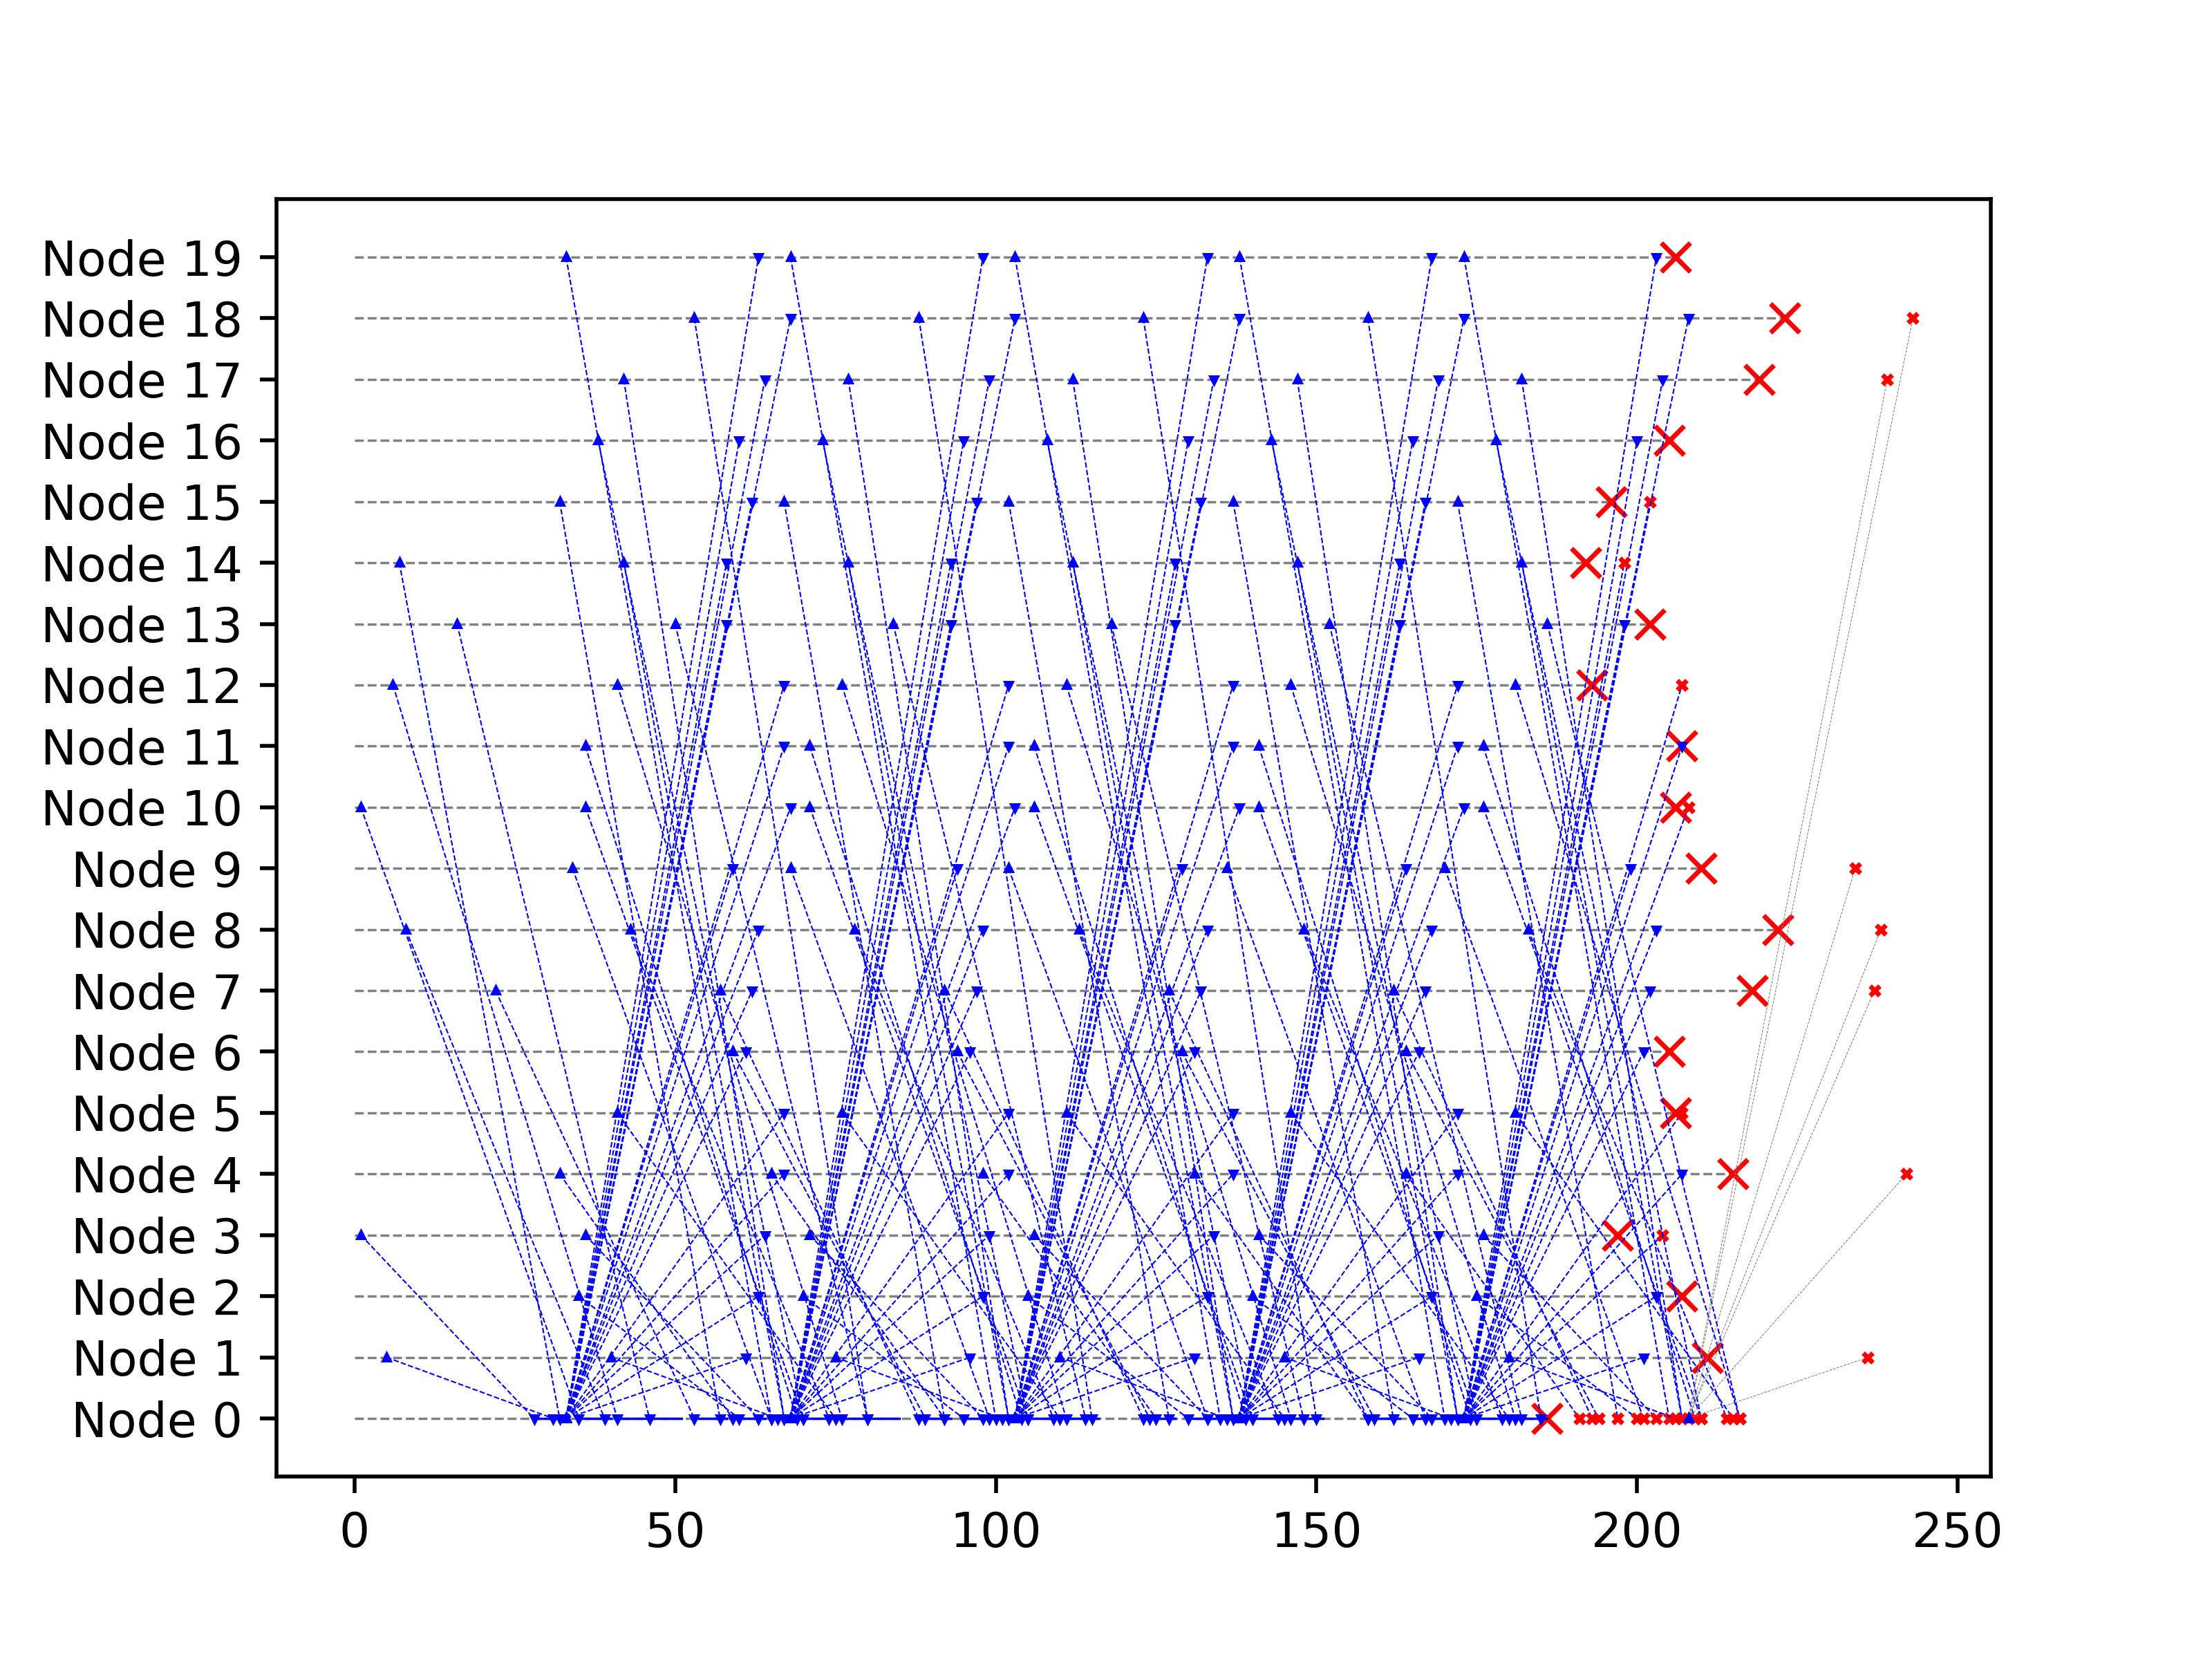 Node 19
Node 18
Node 17
Node 16
Node 15
Node 14
Node 13
Node 12
Node 11
Node 10
Node 9
Node 8
Node 7
Node 6
Node 5
Node 4
Node 3
Node 2
Node 1
Node 0
0 50 100 150 200 250